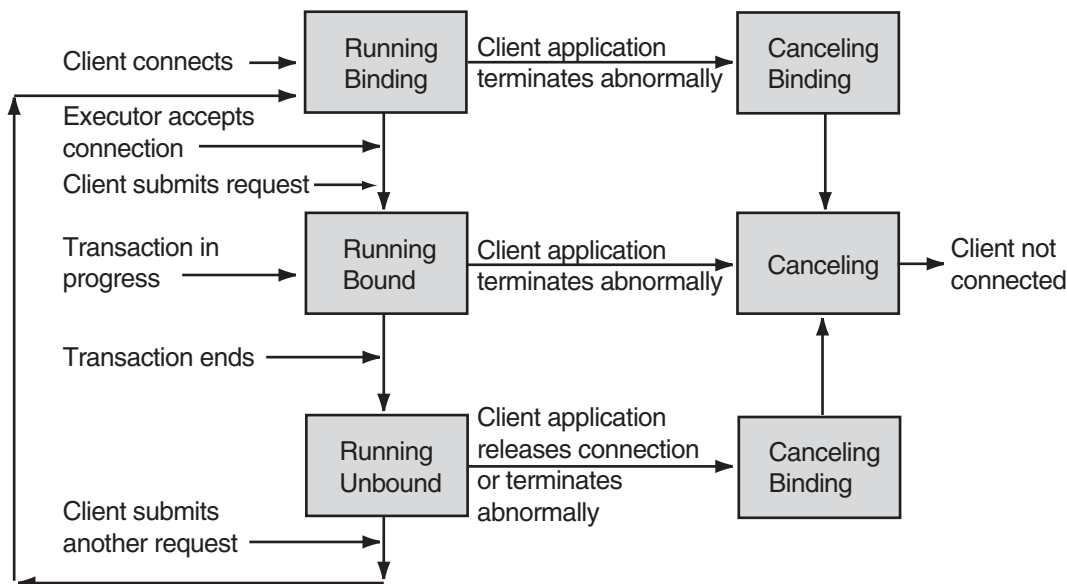 Client connects
Running
Binding
Client application
terminates abnormally
Canceling
Binding
Executor accepts
connection
Client submits request
Transaction in
progress
Running
Bound
Client application
terminates abnormally
Canceling
Client not
connected
Transaction ends
Running
Unbound
Client application
releases connection
or terminates
abnormally
Canceling
Binding
Client submits
another request